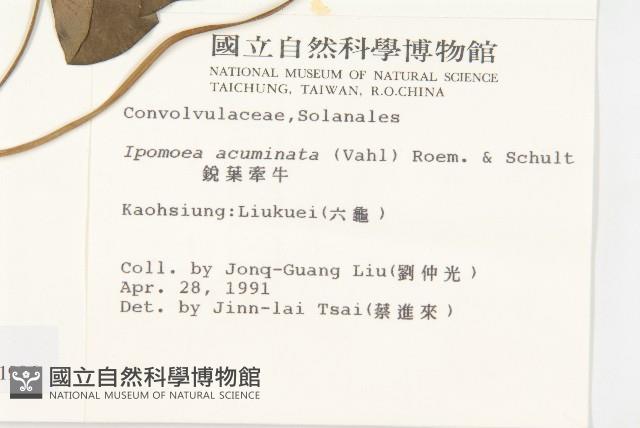 國立自然科學博物館
NATIONAL MUSEUM OF NATURAL SCIENCE
TAICHUNG, TAIWAN, R.O.CHINA
Convolvulaceae,Solanales
Ipomoea acuminata (Vahl) Roem. & Schult
銳葉牽牛
Kaohsiung:Liukuei(六龜)
Coll. by Jonq-Guang Liu(劉仲光)
Apr. 28, 1991
Det. by Jinn-lai Tsai(蔡進來)
國立自然科學博物館
NATIONAL MUSEUM OF NATURAL SCIENCE